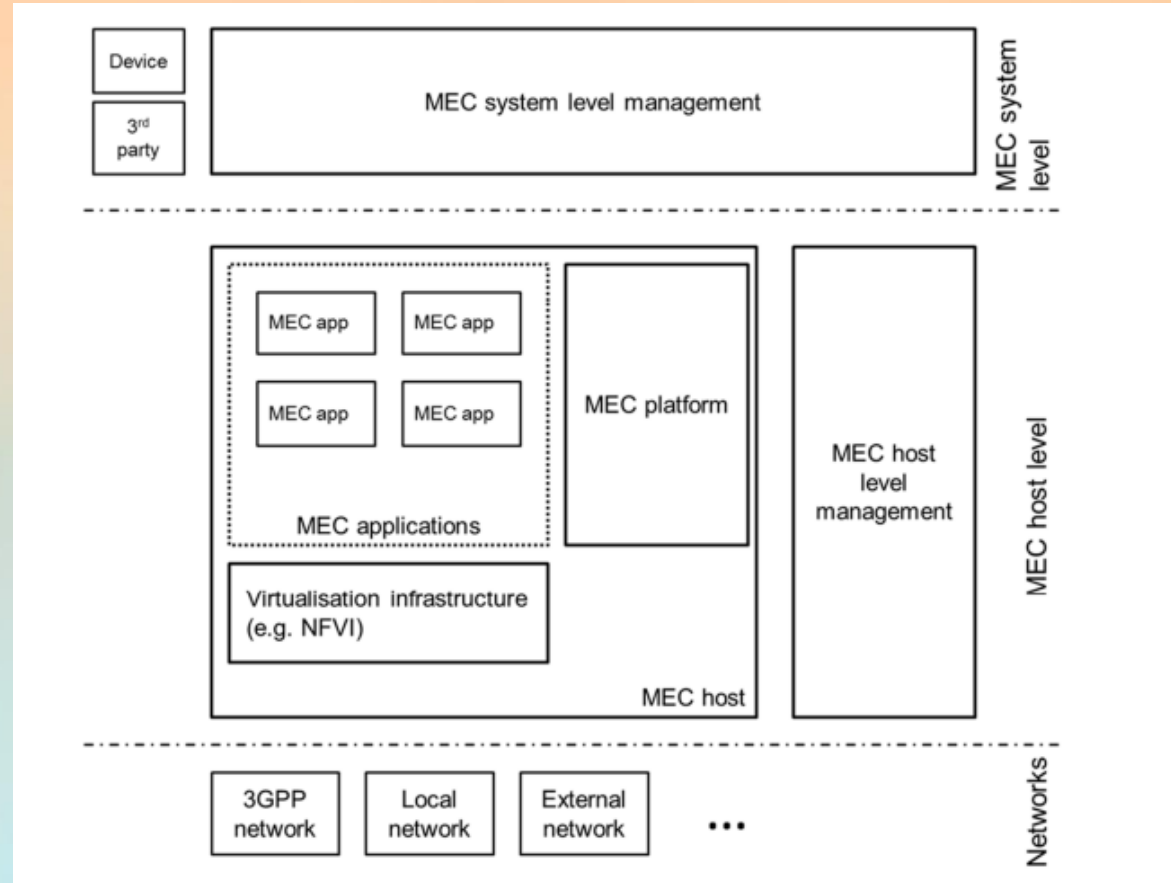 Device
3rd
party
MEC system level management
MEC system
level
MEC app
MEC app
MEC app
MEC app
MEC applications
MEC platform
Virtualisation infrastructure
(e.g. NFVI)
MEC host
MEC host
level
management
MEC host level
3GPP
network
Local
network
External
network
...
Networks